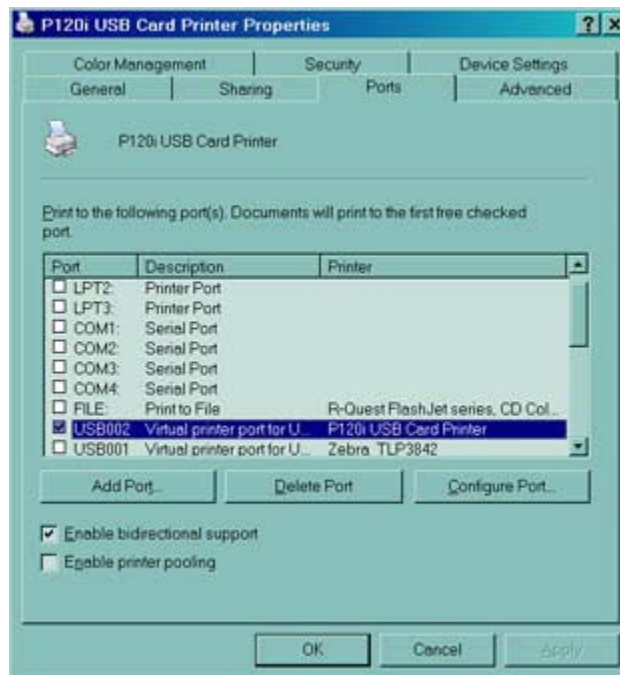 P120i USB Card Printer Properties
Color Management Security Device Settings
General Sharing Ports Advanced
P120i USB Card Printer
Print to the following port(s). Documents will print to the first free checked
port.
Port Description Printer
LPT2: Printer Port
LPT3: Printer Port
COM1: Serial Port
COM2: Serial Port
COM3: Serial Port
COM4: Serial Port
FILE: Print to File R-Quest FlashJet series, CD Col...
USB002 Virtual printer port for U... P120i USB Card Printer
USB001 Virtual printer port for U... Zebra TLP3842
Add Port... Delete Port Configure Port...
Enable bidirectional support
Enable printer pooling
OK Cancel Apply